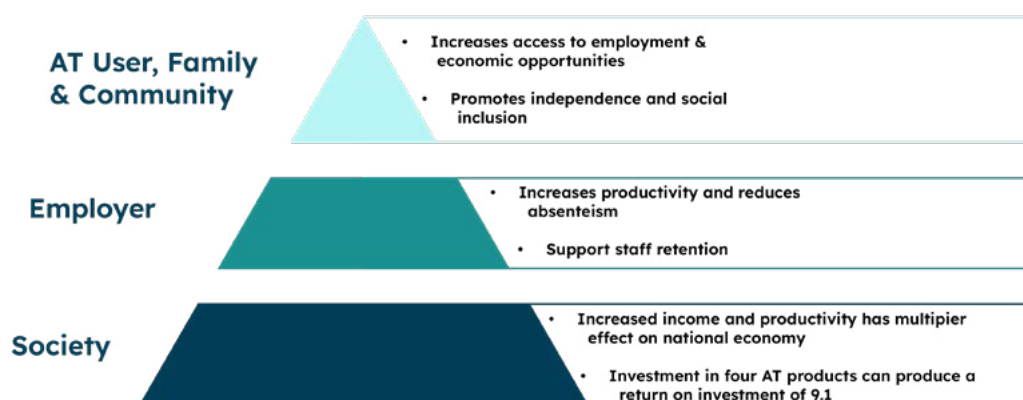 AT User, Family
& Community
• Increases access to employment &
economic opportunities
• Promotes independence and social
inclusion
Employer
• Increases productivity and reduces
absenteism
• Support staff retention
Society
• Increased income and productivity has multipier
effect on national economy
• Investment in four AT products can produce a
return on investment of 9.1